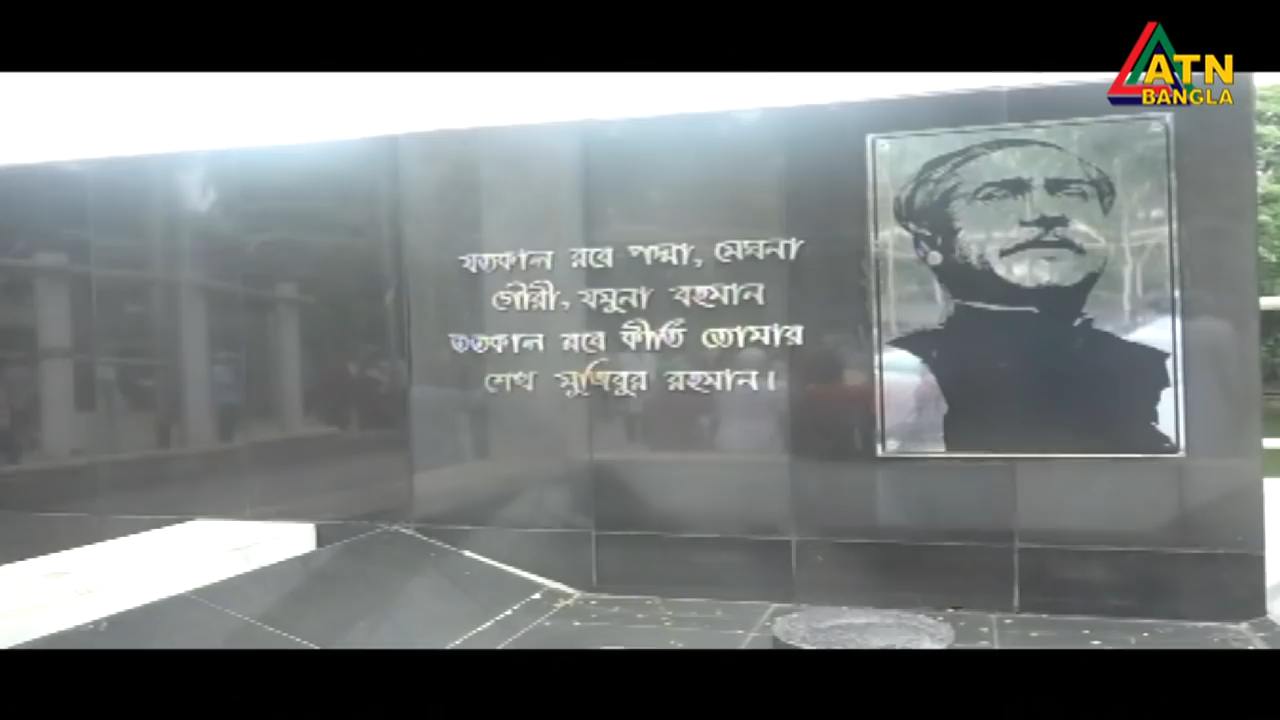 ATN
BANGLA
যতকাল রবে পদ্মা, মেঘনা
গৌরী, যমুনা বহমান
ততকাল রবে কীর্তি তোমার
শেখ মুজিবুর রহমান।